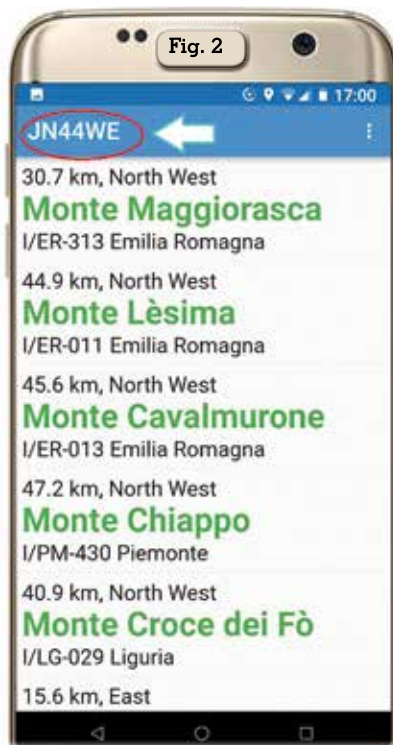 Fig. 2
17:00
JN44WE
30.7 km, North West
Monte Maggiorasca
I/ER-313 Emilia Romagna
44.9 km, North West
Monte Lèsima
I/ER-011 Emilia Romagna
45.6 km, North West
Monte Cavalmurone
I/ER-013 Emilia Romagna
47.2 km, North West
Monte Chiappo
I/PM-430 Piemonte
40.9 km, North West
Monte Croce dei Fò
I/LG-029 Liguria
15.6 km, East